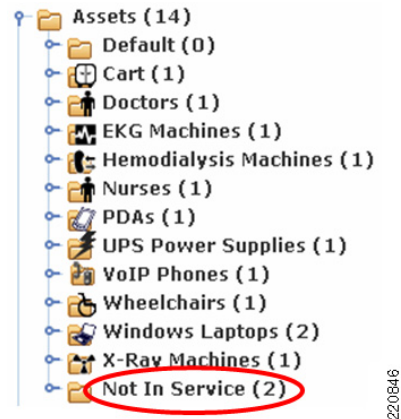 Assets (14)
Default (0)
Cart (1)
Doctors (1)
EKG Machines (1)
Hemodialysis Machines (1)
Nurses (1)
PDAs (1)
UPS Power Supplies (1)
VoIP Phones (1)
Wheelchairs (1)
Windows Laptops (2)
X-Ray Machines (1)
Not In Service (2)
220846